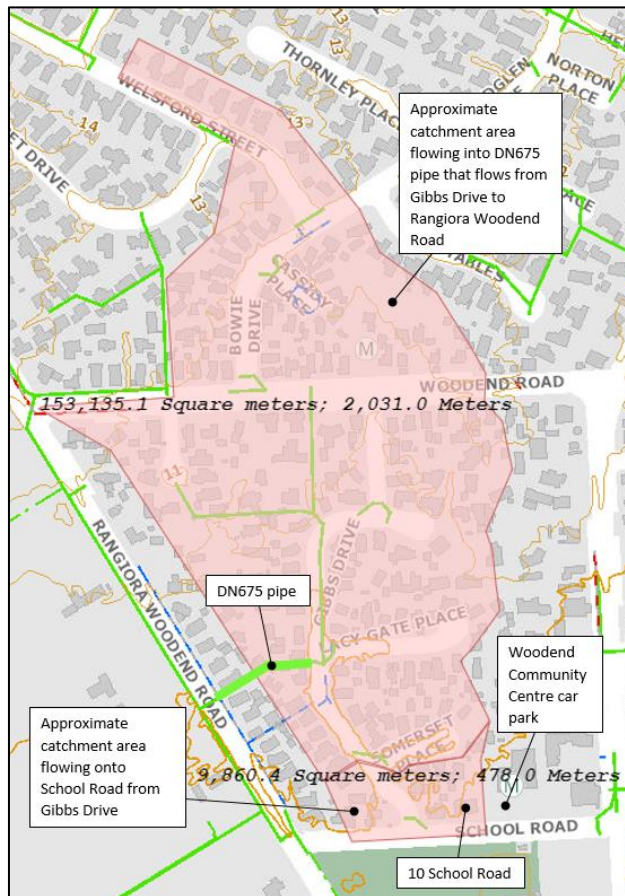 13
13
THORNLEY PLACE
NORTON
PLACE
WELSFORD STREET
14
13
13
Approximate
catchment area
flowing into DN675
pipe that flows from
Gibbs Drive to
Rangiora Woodend
Road
PLACE
CASSIDY
PLACE
BOWIE
DRIVE
M
WOODEND ROAD
153,135.1 Square meters; 2,031.0 Meters
11
RANGIORA WOODEND ROAD
DN675 pipe
GIBBS DRIVE
Woodend
Community
Centre car
park
Approximate
catchment area
flowing onto
School Road from
Gibbs Drive
SOMERSET
PLACE
9,860.4 Square meters; 478.0 Meters
SCHOOL ROAD
10 School Road